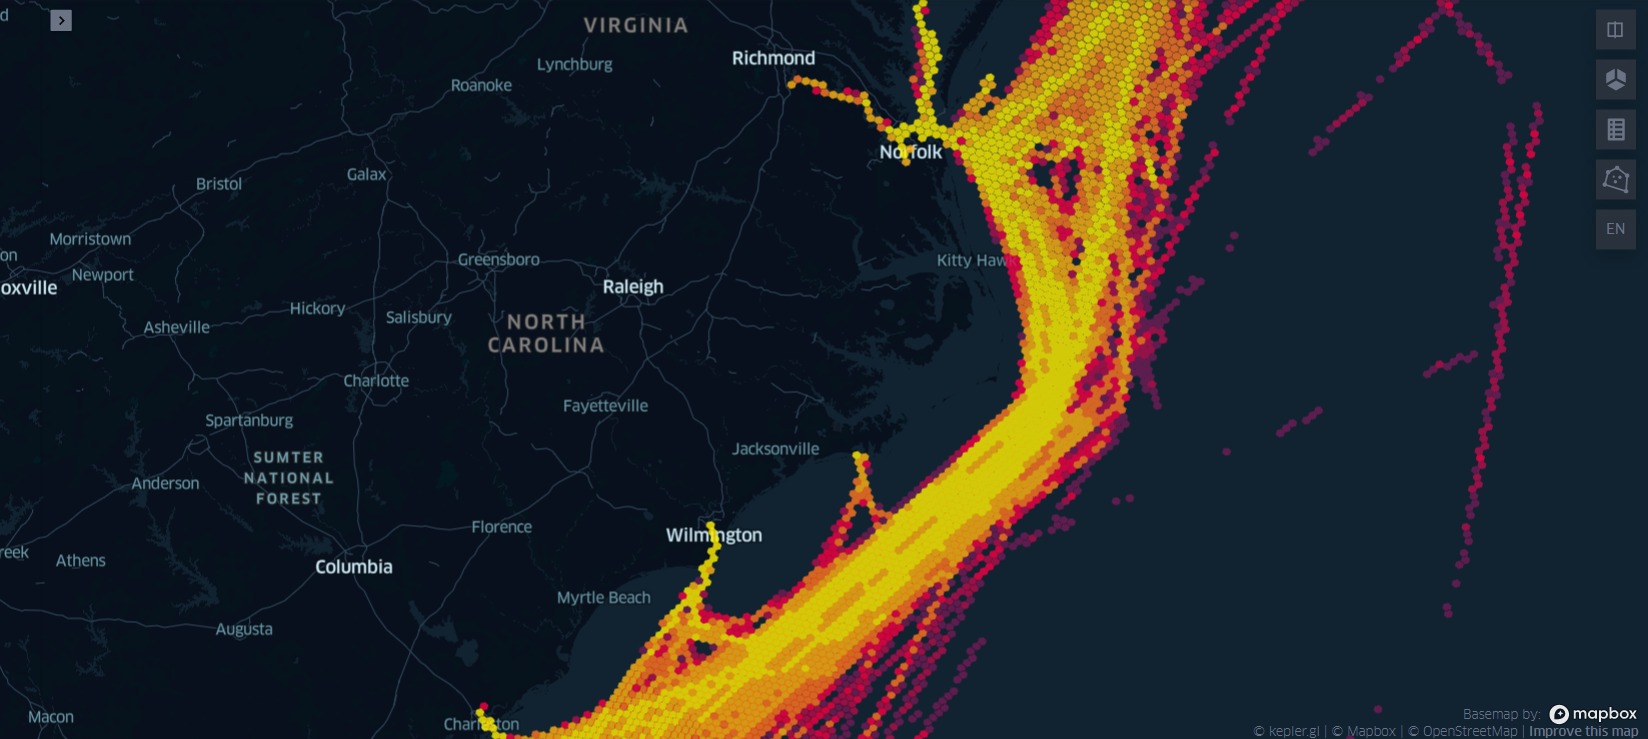 d
VIRGINIA
Richmond
Lynchburg
Roanoke
Norfolk
Galax
Bristol
EN
Morristown
on
Greensboro
Kitty Haw
Newport
oxville
Raleigh
Hickory
Salisbury
NORTH
CAROLINA
Asheville
Charlotte
Fayetteville
Spartanburg
Jacksonville
SUMTER
NATIONAL
FOREST
Anderson
Florence
Wilmington
reek
Athens
Columbia
Myrtle Beach
Augusta
Macon
Charleston
Basemap by: mapbox
© kepler.gl | © Mapbox | © OpenStreetMap | Improve this map